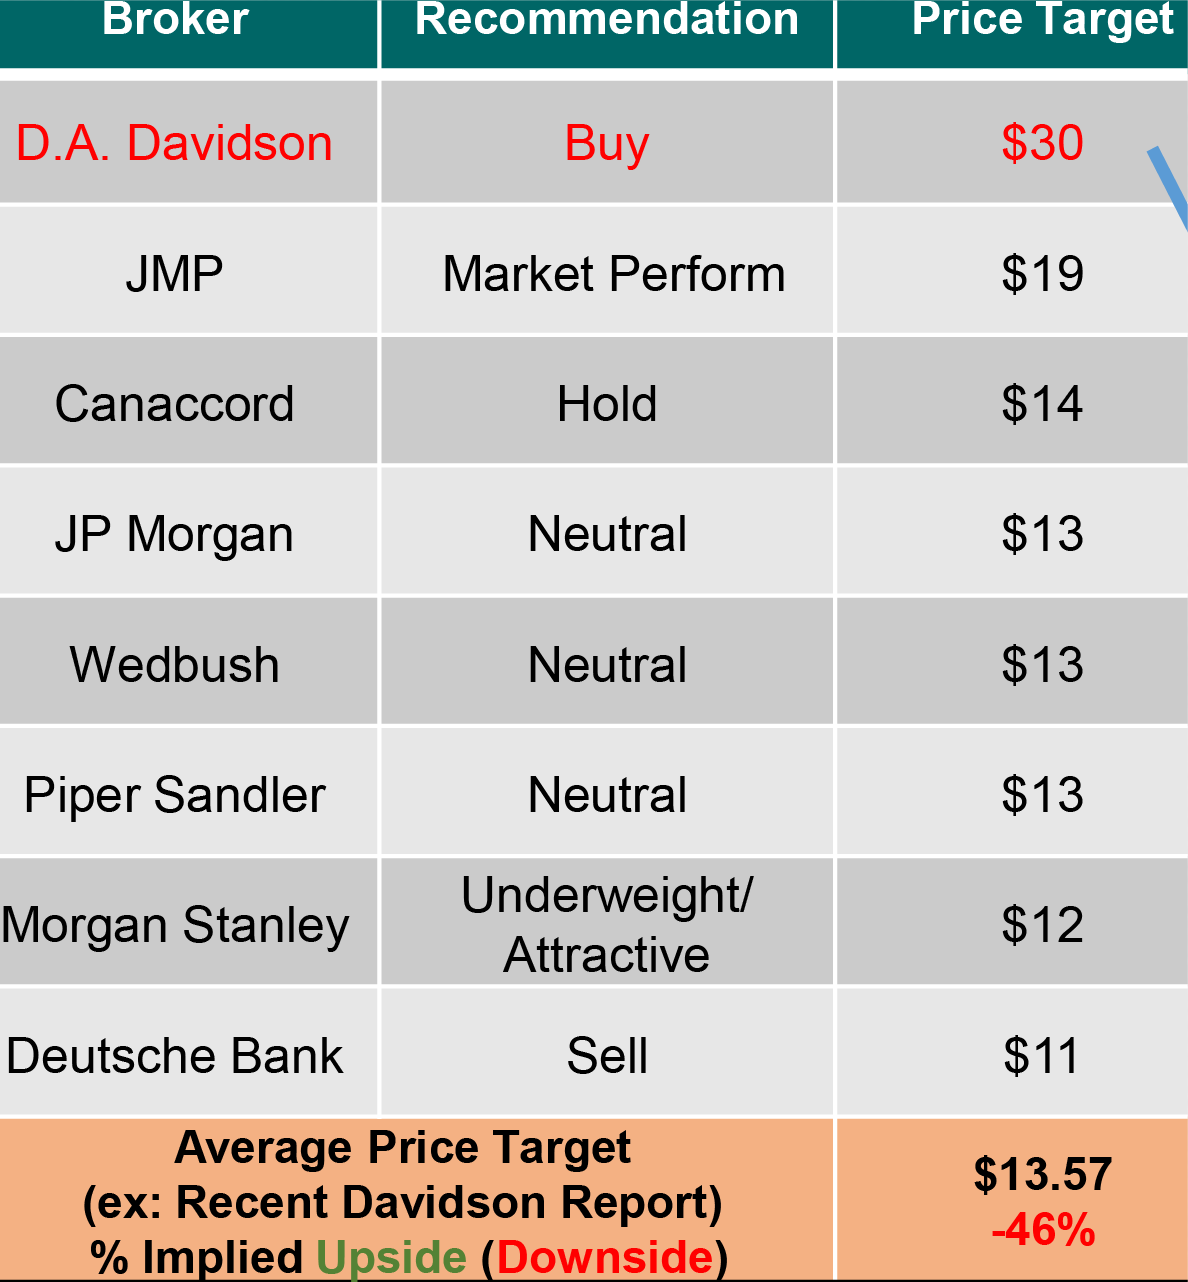 Broker Recommendation Price Target
D.A. Davidson Buy $30
JMP Market Perform $19
Canaccord Hold $14
JP Morgan Neutral $13
Wedbush Neutral $13
Piper Sandler Neutral $13
Morgan Stanley Underweight/
Attractive $12
Deutsche Bank Sell $11
Average Price Target
(ex: Recent Davidson Report)
% Implied Upside (Downside)
$13.57
-46%